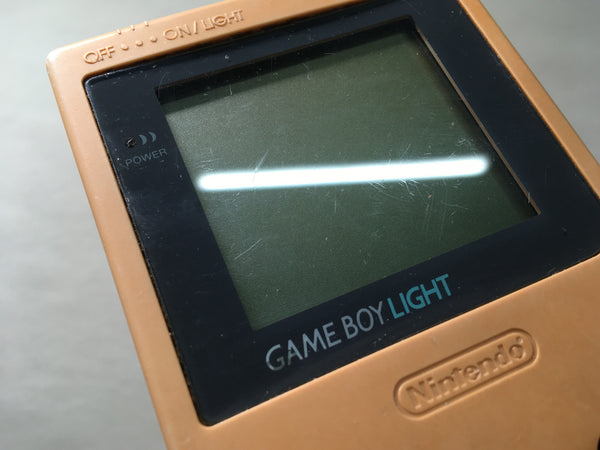 OFF • • • ON/LIGHT
POWER
GAME BOY LIGHT
Nintendo®